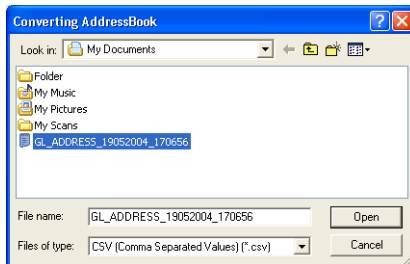 Converting AddressBook
Look in: My Documents
Folder
My Music
My Pictures
My Scans
GL_ADDRESS_19052004_170656
File name: GL_ADDRESS_19052004_170656 Open
Files of type: CSV (Comma Separated Values) (*.csv) Cancel